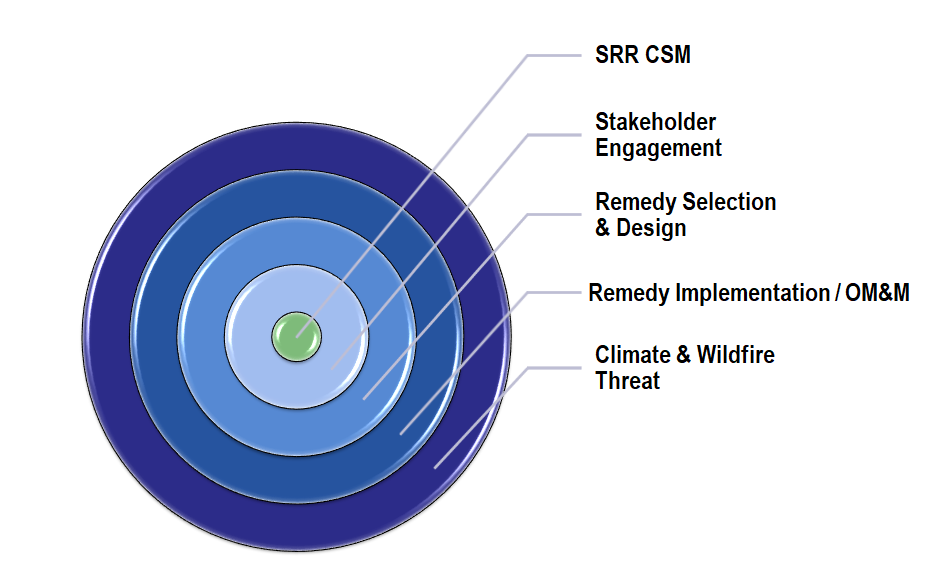 SRR CSM
Stakeholder
Engagement
Remedy Selection
& Design
Remedy Implementation / OM&M
Climate & Wildfire
Threat